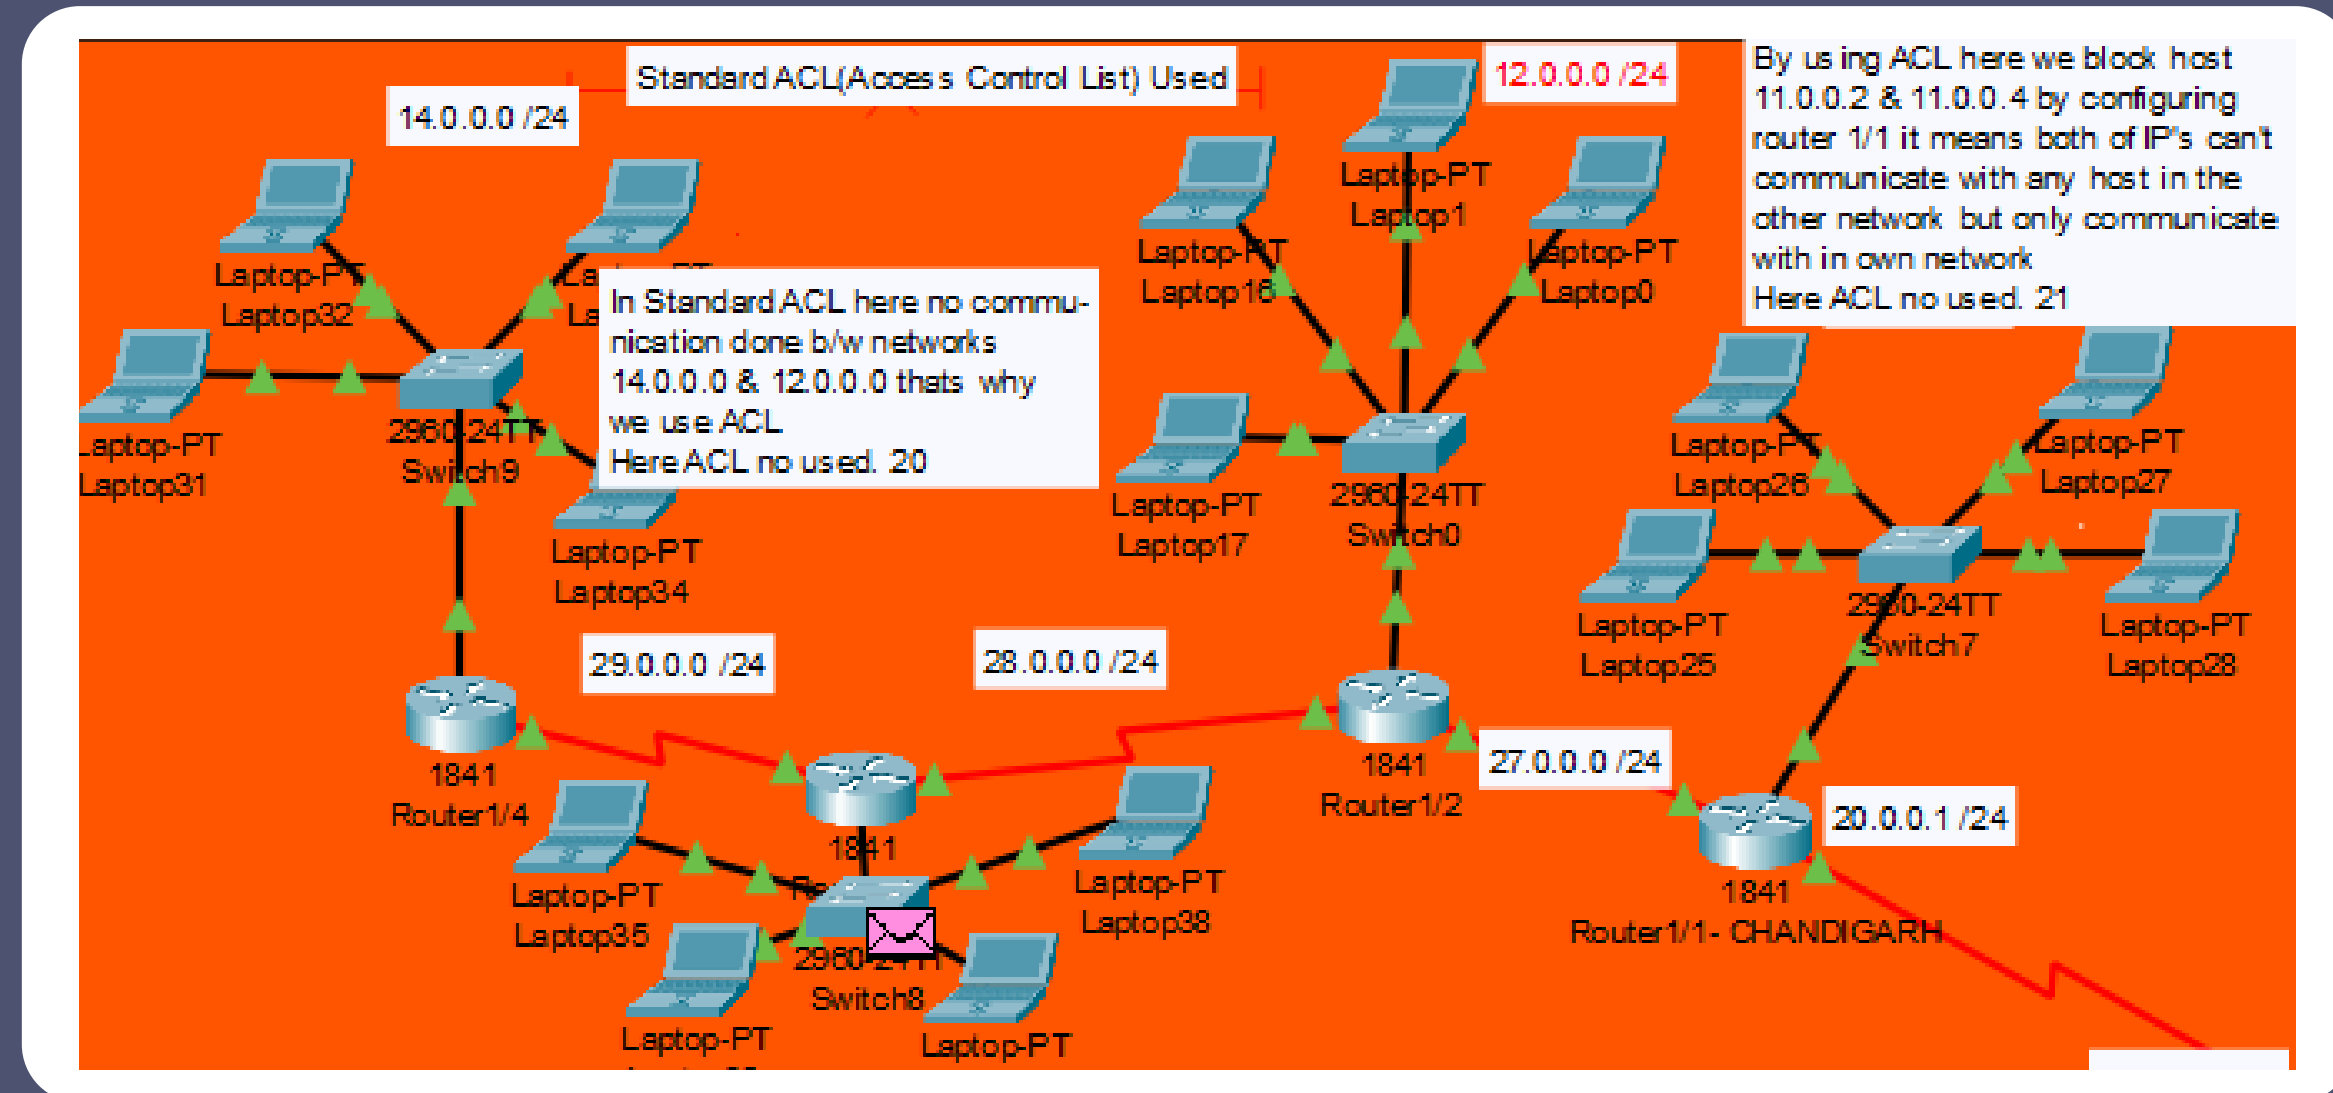 Standard ACL(Access Control List) Used
14.0.0.0 /24
12.0.0.0 /24
By using ACL here we block host
11.0.0.2 & 11.0.0.4 by configuring
router 1/1 it means both of IP's can't
communicate with any host in the
other network but only communicate
with in own network
Here ACL no used. 21
Laptop-PT
Laptop32
In Standard ACL here no commu-
nication done b/w networks
14.0.0.0 & 12.0.0.0 thats why
we use ACL
Here ACL no used. 20
Laptop-PT
Laptop31
2960-24TT
Switch9
Laptop-PT
Laptop34
Laptop-PT
Laptop1
Laptop-PT
Laptop16
Laptop-PT
Laptop0
Laptop-PT
Laptop17
2960-24TT
Switch0
Laptop-PT
Laptop26
Laptop-PT
Laptop27
Laptop-PT
Laptop25
2960-24TT
Switch7
Laptop-PT
Laptop28
29.0.0.0 /24
28.0.0.0 /24
27.0.0.0 /24
20.0.0.1 /24
1841
Router1/4
1841
1841
Router1/2
1841
Router1/1- CHANDIGARH
Laptop-PT
Laptop35
Laptop-PT
Laptop38
2960-24TT
Switch8
Laptop-PT
Laptop-PT